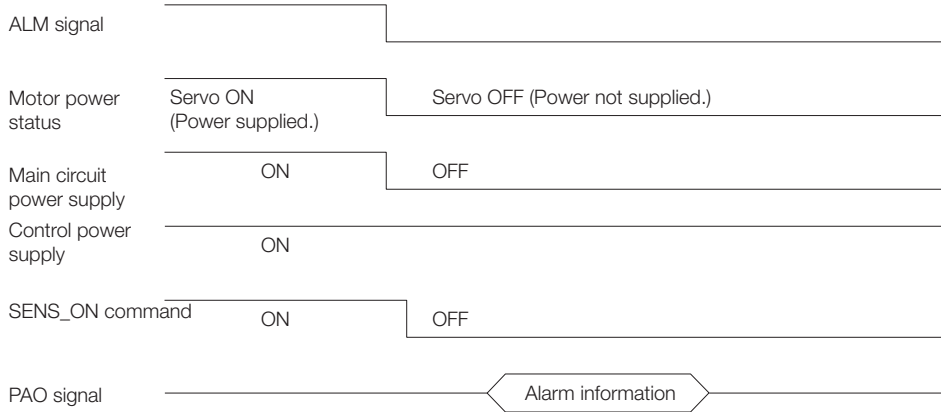 ALM signal
Motor power
status
Servo ON
(Power supplied.)
Servo OFF (Power not supplied.)
Main circuit
power supply
ON
OFF
Control power
supply
ON
SENS_ON command
ON
OFF
PAO signal
Alarm information